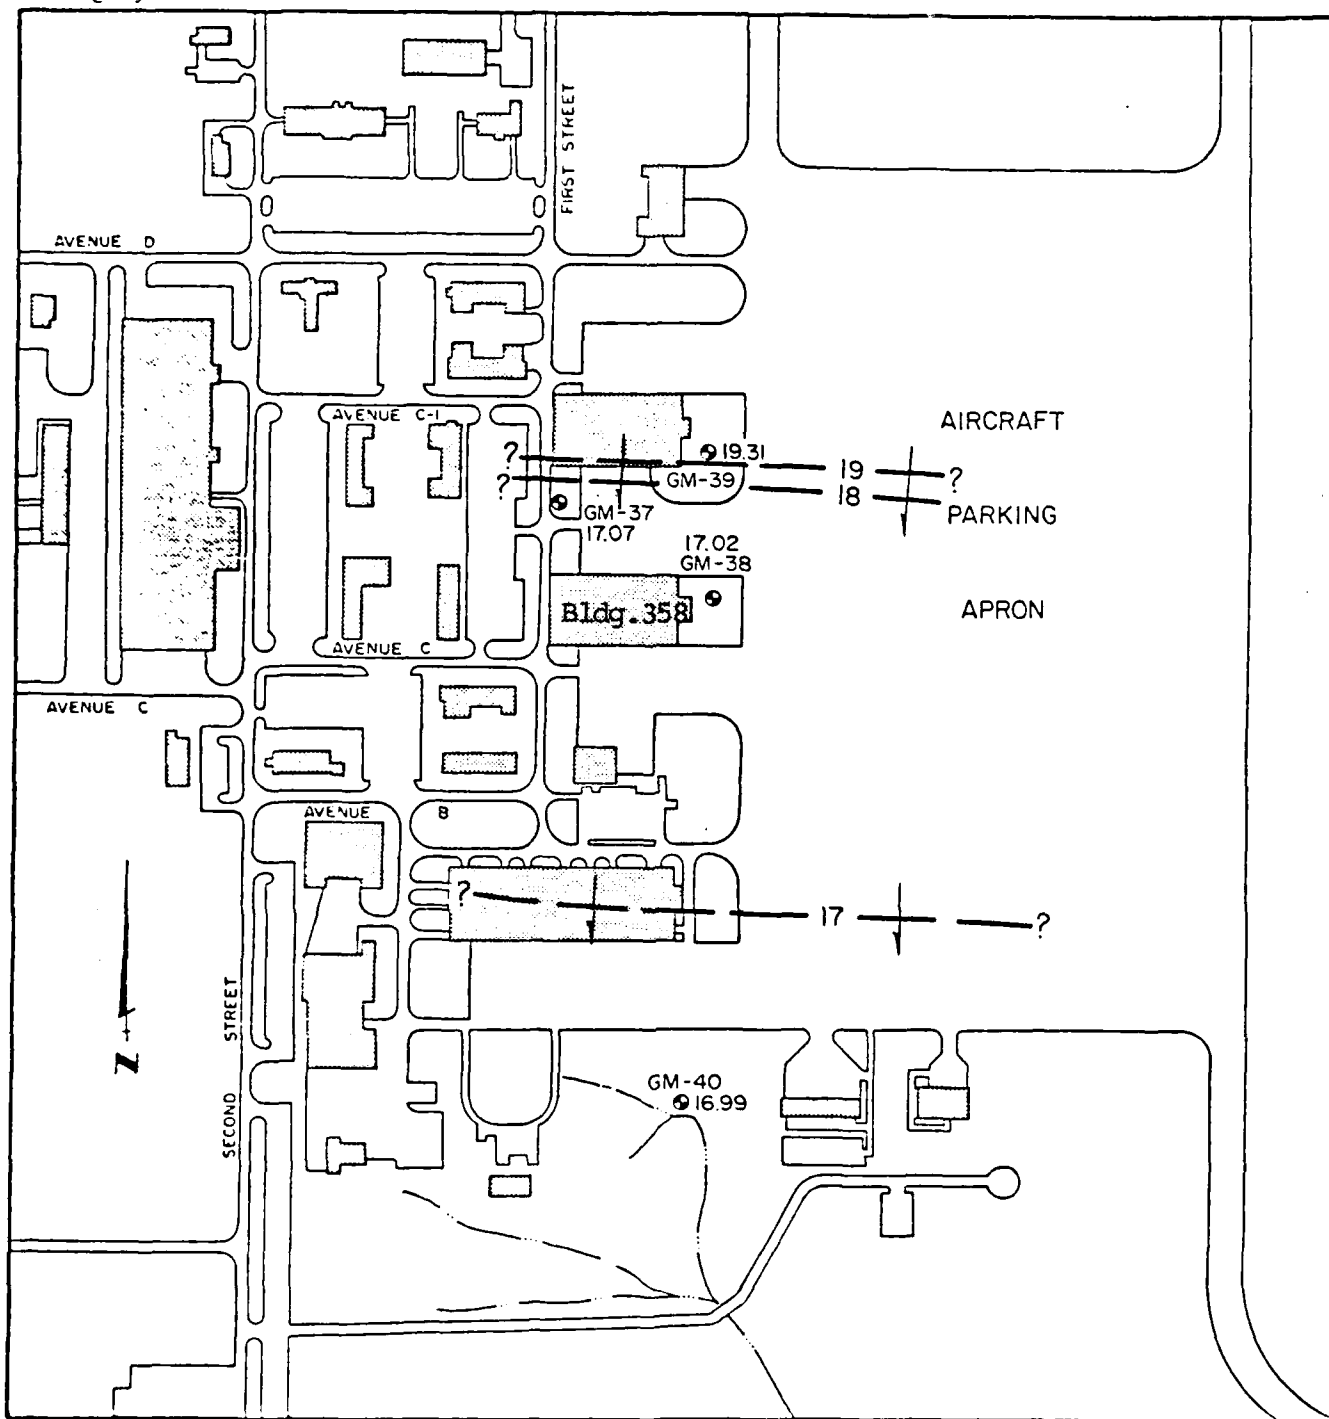 FIRST STREET
AVENUE D
AVENUE C-1
AIRCRAFT
19.31
?
19
?
GM-39
?
18
GM-37
17.07
PARKING
17.02
GM-38
Bldg.358
APRON
AVENUE C
AVENUE C
AVENUE B
?
17
?
N
SECOND STREET
GM-40
16.99